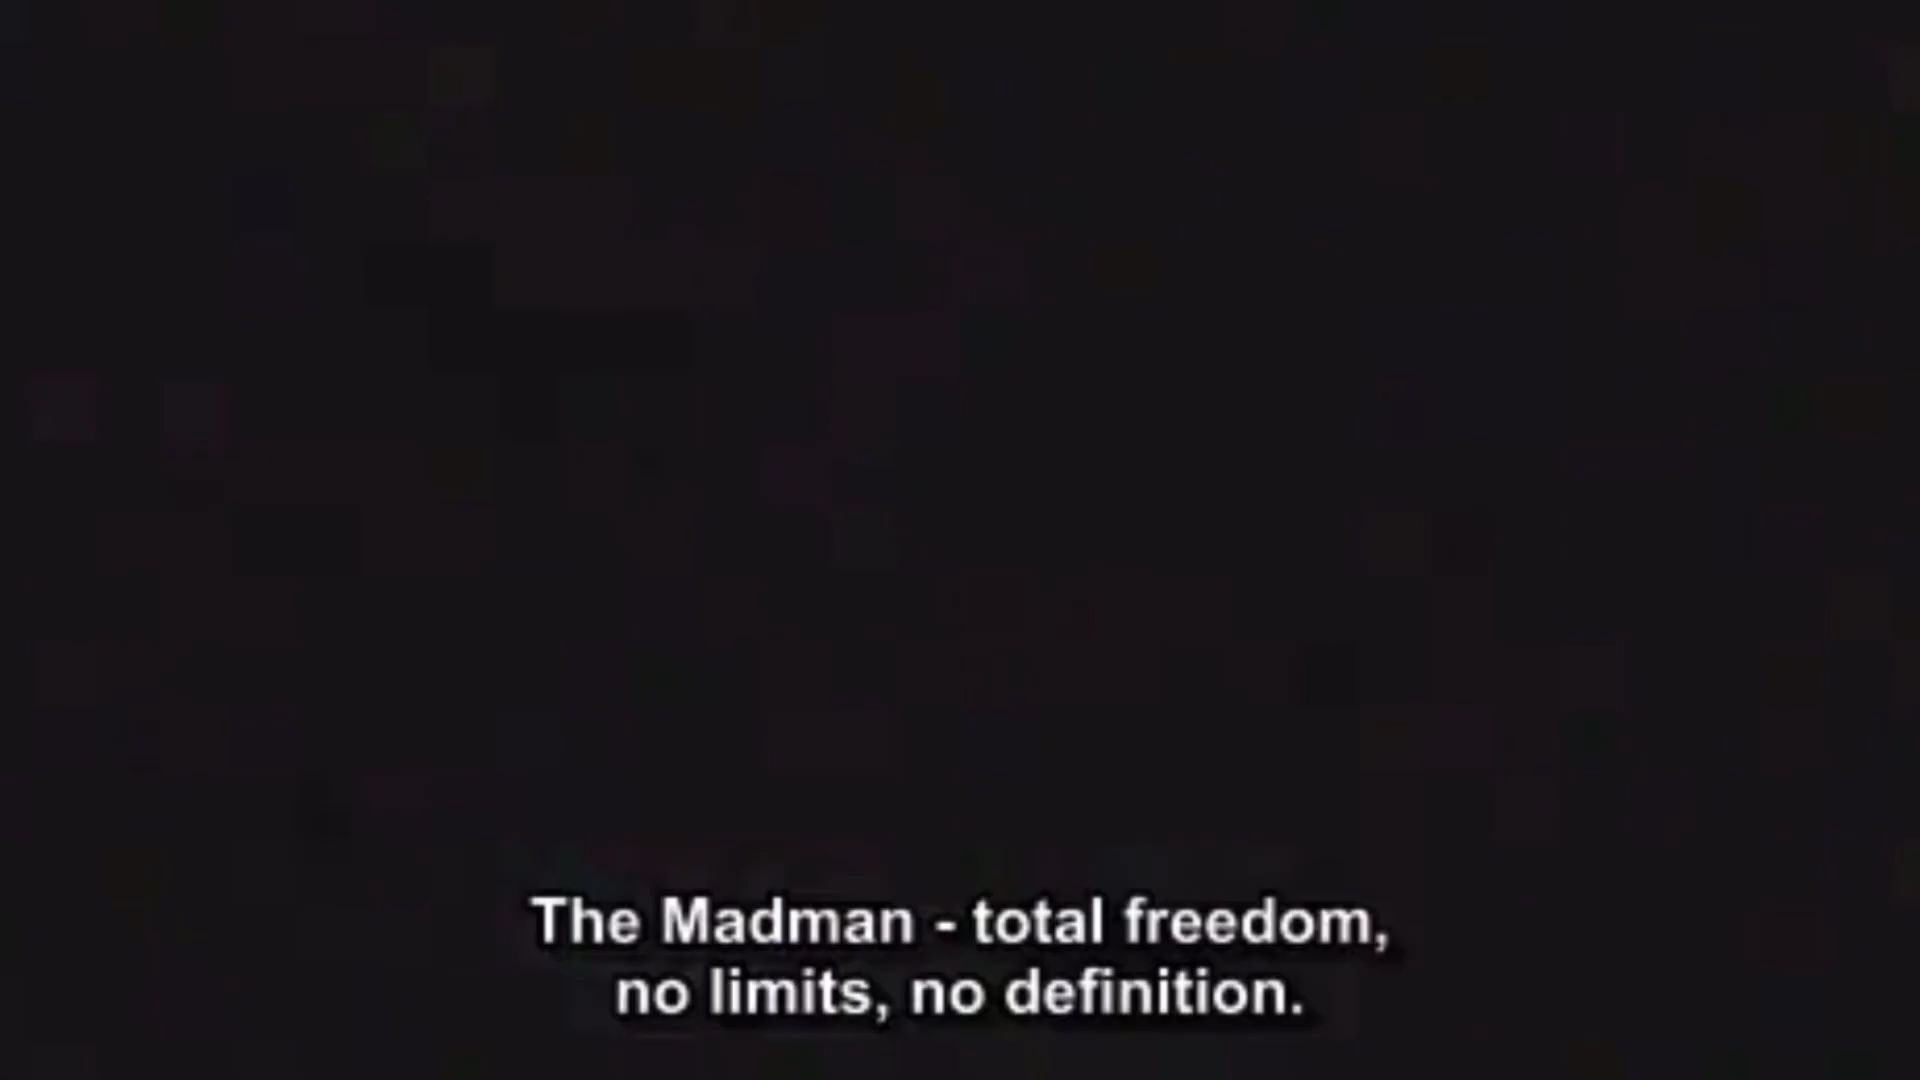 The Madman - total freedom,
no limits, no definition.